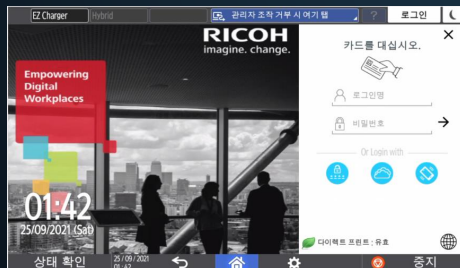 EZ Charger
Hybrid
관리자 조작 거부 시 여기 탭
?
로그인
RICOH
imagine. change.
카드를 대십시오.
Empowering
Digital
Workplaces
로그인명
비밀번호
Or Login with
01:42
25/09/2021 (Sat)
다이렉트 프린트 : 유효
상태 확인
25 / 09 / 2021
01:42
중지